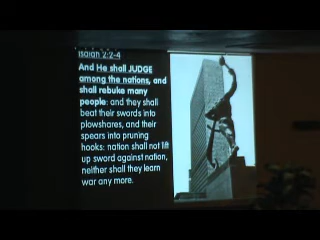 Isaiah 2:2-4
And He shall JUDGE
among the nations, and
shall rebuke many
people: and they shall
beat their swords into
plowshares, and their
spears into pruning
hooks: nation shall not lift
up sword against nation,
neither shall they learn
war any more.